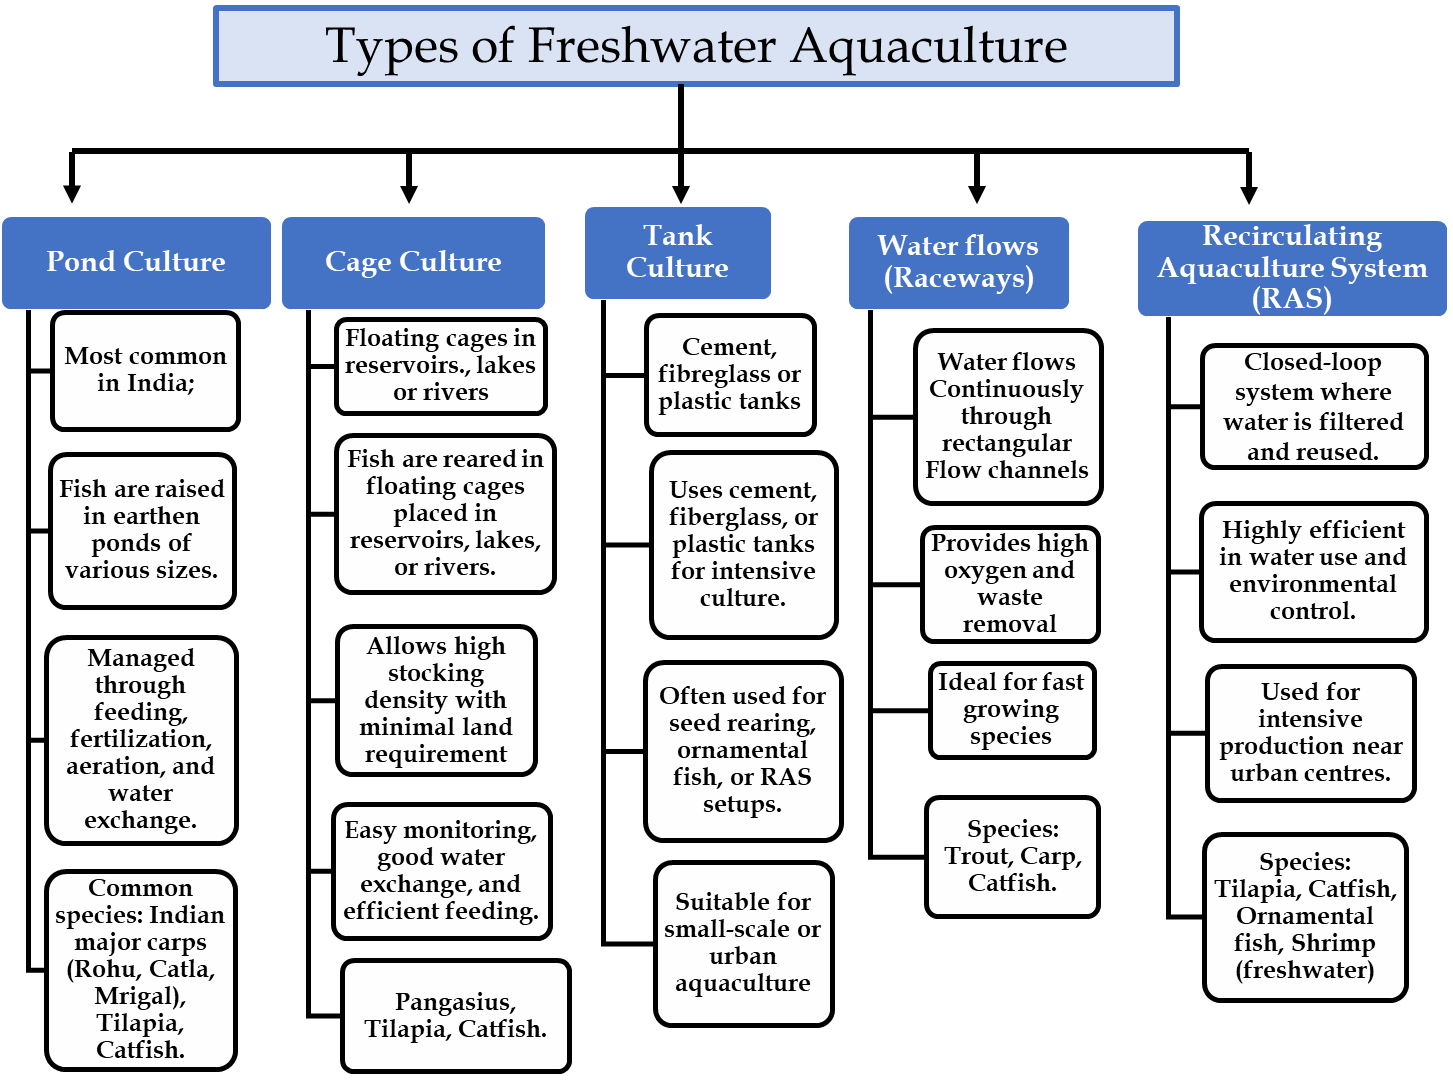 Types of Freshwater Aquaculture
Pond Culture
Most common
in India;
Fish are raised
in earthen
ponds of
various sizes.
Managed
through
feeding,
fertilization,
aeration, and
water
exchange.
Common
species: Indian
major carps
(Rohu, Catla,
Mrigal),
Tilapia,
Catfish.
Cage Culture
Floating cages in
reservoirs., lakes
or rivers
Fish are reared in
floating cages
placed in
reservoirs, lakes,
or rivers.
Allows high
stocking
density with
minimal land
requirement
Easy monitoring,
good water
exchange, and
efficient feeding.
Pangasius,
Tilapia, Catfish.
Tank
Culture
Cement,
fibreglass or
plastic tanks
Uses cement,
fiberglass, or
plastic tanks
for intensive
culture.
Often used for
seed rearing,
ornamental
fish, or RAS
setups.
Suitable for
small-scale or
urban
aquaculture
Water flows
(Raceways)
Water flows
Continuously
through
rectangular
Flow channels
Provides high
oxygen and
waste
removal
Ideal for fast
growing
species
Species:
Trout, Carp,
Catfish.
Recirculating
Aquaculture System
(RAS)
Closed-loop
system where
water is filtered
and reused.
Highly efficient
in water use and
environmental
control.
Used for
intensive
production near
urban centres.
Species:
Tilapia, Catfish,
Ornamental
fish, Shrimp
(freshwater)